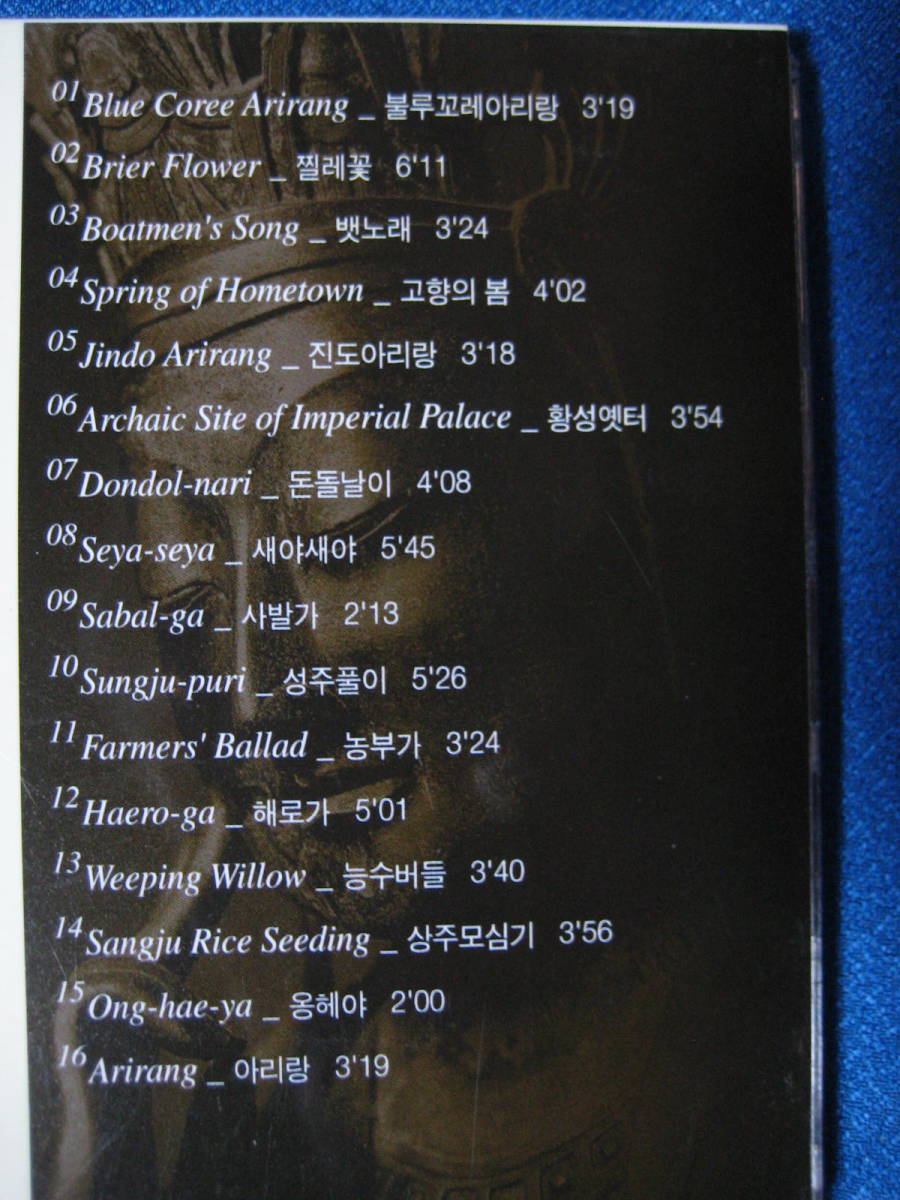 01 Blue Coree Arirang _ 불루꼬레아리랑 3'19
02 Brier Flower _ 찔레꽃 6'11
03 Boatmen's Song _ 뱃노래 3'24
04 Spring of Hometown _ 고향의 봄 4'02
05 Jindo Arirang _ 진도아리랑 3'18
06 Archaic Site of Imperial Palace _ 황성옛터 3'54
07 Dondol-nari _ 돈돌날이 4'08
08 Seya-seya _ 새야새야 5'45
09 Sabal-ga _ 사발가 2'13
10 Sungju-puri _ 성주풀이 5'26
11 Farmers' Ballad _ 농부가 3'24
12 Haero-ga _ 해로가 5'01
13 Weeping Willow _ 능수버들 3'40
14 Sangju Rice Seeding _ 상주모심기 3'56
15 Ong-hae-ya _ 옹헤야 2'00
16 Arirang _ 아리랑 3'19